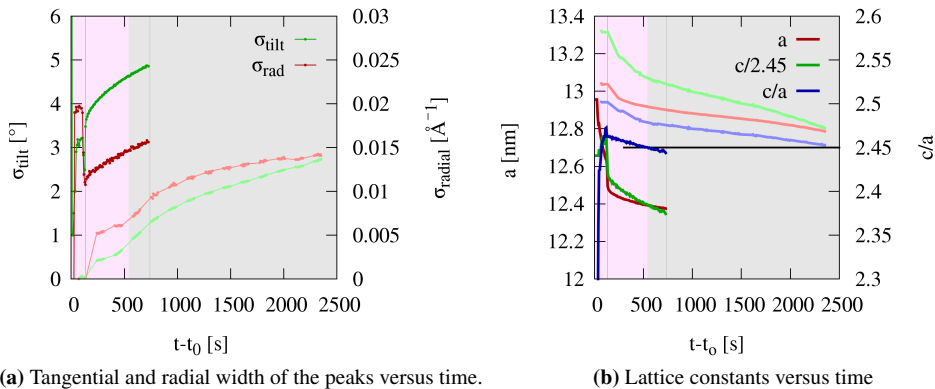 6
5
4
3
2
1
0
σtilt [°]
0.03
0.025
0.02
0.015
0.01
0.005
0
σradial [Å⁻¹]
σtilt
σrad
0 500 1000 1500 2000 2500
t-t0 [s]
(a) Tangential and radial width of the peaks versus time.
13.4
13.2
13
12.8
12.6
12.4
12.2
12
a [nm]
2.6
2.55
2.5
2.45
2.4
2.35
2.3
c/a
a
c/2.45
c/a
0 500 1000 1500 2000 2500
t-to [s]
(b) Lattice constants versus time